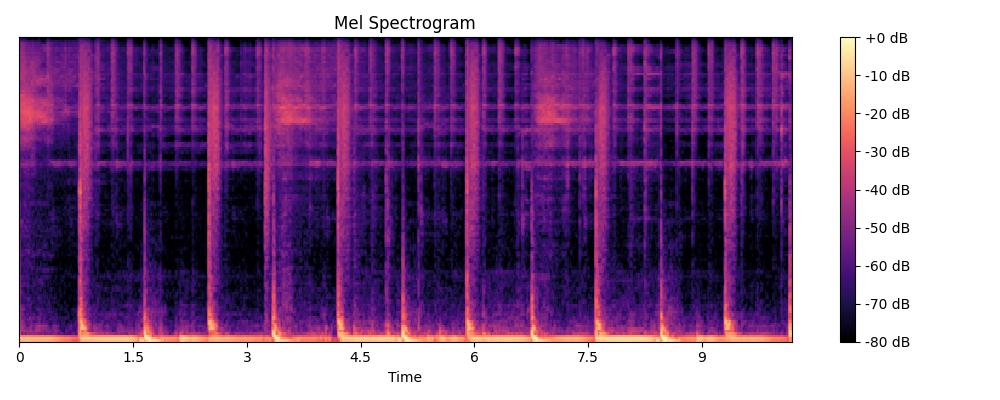 Mel Spectrogram
+0 dB
-10 dB
-20 dB
-30 dB
-40 dB
-50 dB
-60 dB
-70 dB
-80 dB
0 1.5 3 4.5 6 7.5 9
Time